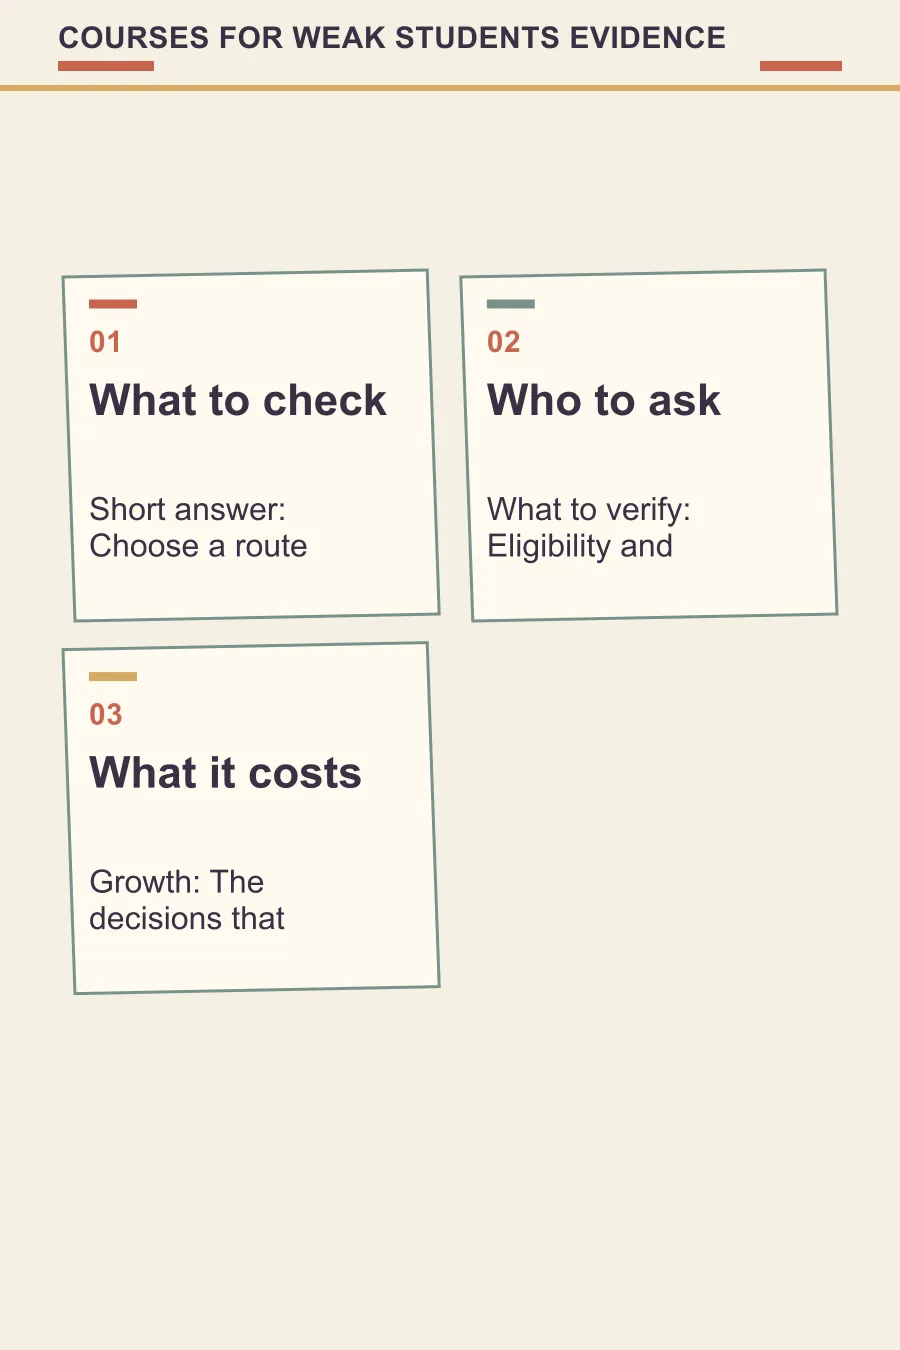 COURSES FOR WEAK STUDENTS EVIDENCE
01
What to check
Short answer:
Choose a route
02
Who to ask
What to verify:
Eligibility and
03
What it costs
Growth: The
decisions that